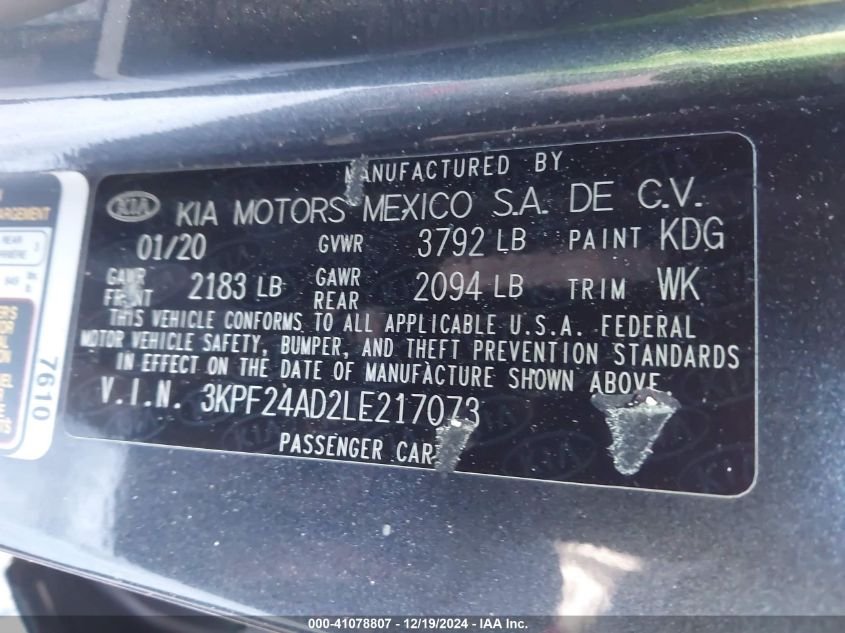 MANUFACTURED BY
KIA KIA MOTORS MEXICO S.A. DE C.V.
01/20 GVWR 3792 LB PAINT KDG
GAWR FRONT 2183 LB GAWR REAR 2094 LB TRIM WK
THIS VEHICLE CONFORMS TO ALL APPLICABLE U.S.A. FEDERAL
MOTOR VEHICLE SAFETY, BUMPER, AND THEFT PREVENTION STANDARDS
IN EFFECT ON THE DATE OF MANUFACTURE SHOWN ABOVE
V.I.N. 3KPF24AD2LE217073
PASSENGER CAR
REAR
7610
000-41078807 - 12/19/2024 - IAA Inc.